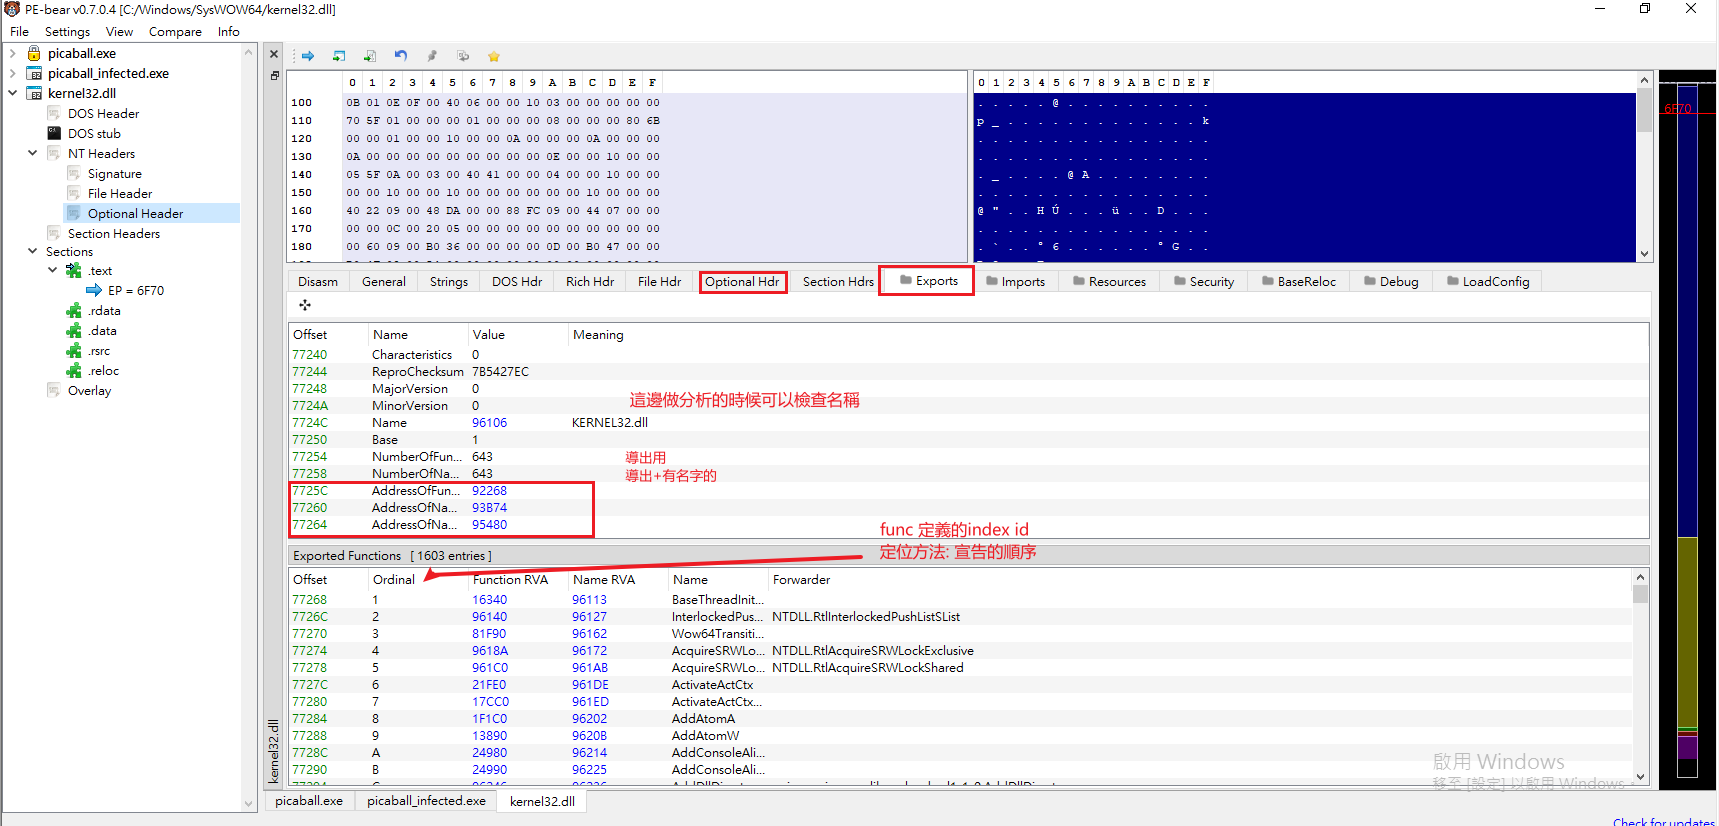 PE-bear v0.7.0.4 [C:/Windows/SysWOW64/kernel32.dll]
File Settings View Compare Info
picaball.exe
picaball_infected.exe
kernel32.dll
DOS Header
DOS stub
NT Headers
Signature
File Header
Optional Header
Section Headers
Sections
.text
EP = 6F70
.rdata
.data
.rsrc
.reloc
Overlay
kernel32.dll
0 1 2 3 4 5 6 7 8 9 A B C D E F
100 0B 01 0E 0F 00 40 06 00 00 10 03 00 00 00 00 00
110 70 5F 01 00 00 00 01 00 00 00 08 00 00 00 80 6B
120 00 00 01 00 00 10 00 00 0A 00 00 00 0A 00 00 00
130 0A 00 00 00 00 00 00 00 00 00 0E 00 00 10 00 00
140 05 5F 0A 00 03 00 40 41 00 00 04 00 00 10 00 00
150 00 00 10 00 00 10 00 00 00 00 00 00 10 00 00 00
160 40 22 09 00 48 DA 00 00 88 FC 09 00 44 07 00 00
170 00 00 0C 00 20 05 00 00 00 00 00 00 00 00 00 00
180 00 60 09 00 B0 36 00 00 00 00 0D 00 B0 47 00 00
0 1 2 3 4 5 6 7 8 9 A B C D E F
. . . . . @ . . . . . . . . . .
p _ . . . . . . . . . . . . . k
. . . . . . . . . . . . . . . .
. . . . . . . . . . . . . . . .
. _ . . . . @ A . . . . . . . .
. . . . . . . . . . . . . . . .
@ " . . H Ú . . . ü . . D . . .
. . . . . . . . . . . . . . . .
. ` . . ° 6 . . . . . . ° G . .
6F70
Disasm General Strings DOS Hdr Rich Hdr File Hdr Optional Hdr Section Hdrs Exports Imports Resources Security BaseReloc Debug LoadConfig
Offset Name Value Meaning
77240 Characteristics 0
77244 ReproChecksum 7B5427EC
77248 MajorVersion 0
7724A MinorVersion 0
這邊做分析的時候可以檢查名稱
7724C Name 96106 KERNEL32.dll
77250 Base 1
77254 NumberOfFun... 643
導出用
77258 NumberOfNa... 643
導出+有名字的
7725C AddressOfFun... 92268
77260 AddressOfNa... 93B74
77264 AddressOfNa... 95480
func 定義的index id
定位方法: 宣告的順序
Exported Functions [ 1603 entries ]
Offset Ordinal Function RVA Name RVA Name Forwarder
77268 1 16340 96113 BaseThreadInit...
7726C 2 96140 96127 InterlockedPus... NTDLL.RtlInterlockedPushListSList
77270 3 81F90 96162 Wow64Transiti...
77274 4 9618A 96172 AcquireSRWLo... NTDLL.RtlAcquireSRWLockExclusive
77278 5 961C0 961AB AcquireSRWLo... NTDLL.RtlAcquireSRWLockShared
7727C 6 21FE0 961DE ActivateActCtx
77280 7 17CC0 961ED ActivateActCtx...
77284 8 1F1C0 96202 AddAtomA
77288 9 13890 9620B AddAtomW
7728C A 24980 96214 AddConsoleAli...
77290 B 24990 96225 AddConsoleAli...
picaball.exe picaball_infected.exe kernel32.dll
啟用 Windows
移至 [設定] 以啟用 Windows。
Check for updates